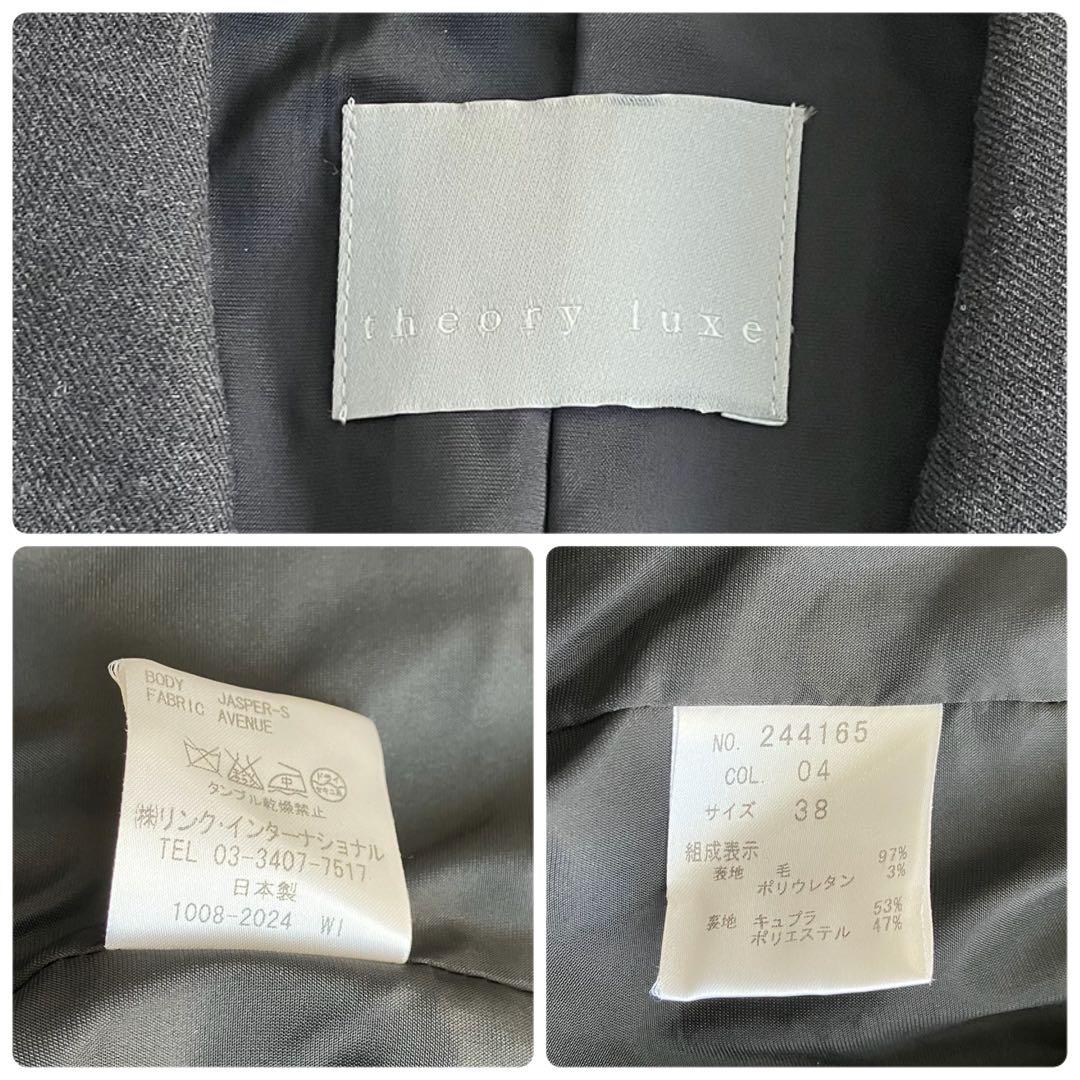 theory luxe
BODY JASPER-S
FABRIC AVENUE
タンブル乾燥禁止
㈱リンク・インターナショナル
TEL 03-3407-7517
日本製
1008-2024 WI
NO. 244165
COL. 04
サイズ 38
組成表示
表地 毛 97%
ポリウレタン 3%
裏地 キュプラ 53%
ポリエステル 47%